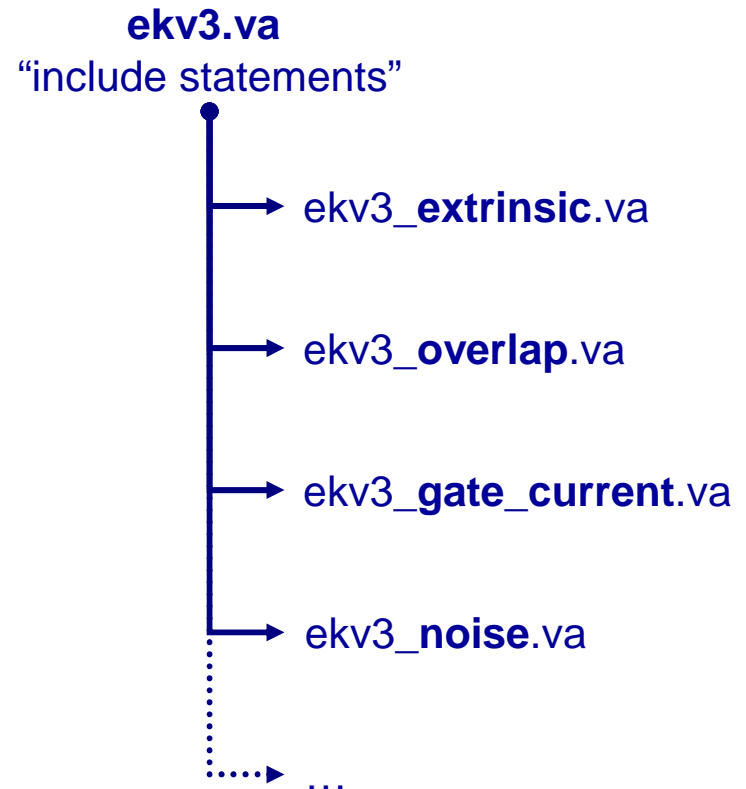 ekv3.va
“include statements”
ekv3_extrinsic.va
ekv3_overlap.va
ekv3_gate_current.va
ekv3_noise.va
…